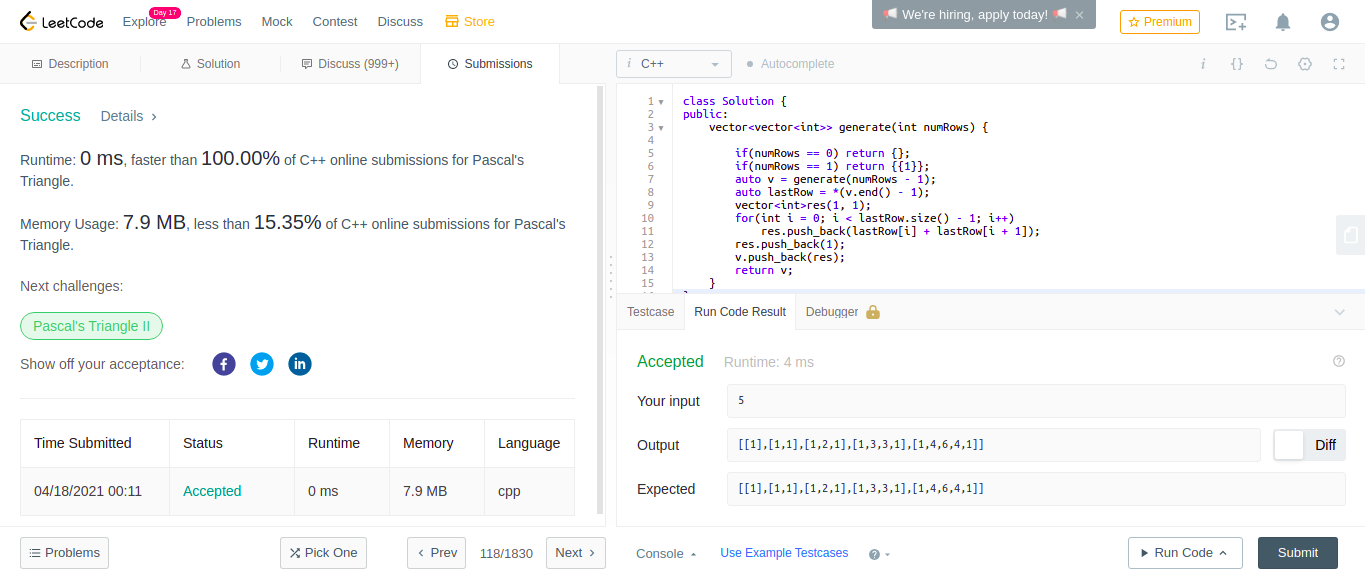 LeetCode
Explore
Day 17
Problems
Mock
Contest
Discuss
Store
We're hiring, apply today!
Premium
Description
Solution
Discuss (999+)
Submissions
Success
Details
Runtime: 0 ms, faster than 100.00% of C++ online submissions for Pascal's
Triangle.
Memory Usage: 7.9 MB, less than 15.35% of C++ online submissions for Pascal's
Triangle.
Next challenges:
Pascal's Triangle II
Show off your acceptance:
Time Submitted Status Runtime Memory Language
04/18/2021 00:11 Accepted 0 ms 7.9 MB cpp
Problems
Pick One
Prev
118/1830
Next
i C++
Autocomplete
1 class Solution {
2 public:
3     vector<vector<int>> generate(int numRows) {
4
5         if(numRows == 0) return {};
6         if(numRows == 1) return {{1}};
7         auto v = generate(numRows - 1);
8         auto lastRow = *(v.end() - 1);
9         vector<int>res(1, 1);
10         for(int i = 0; i < lastRow.size() - 1; i++)
11             res.push_back(lastRow[i] + lastRow[i + 1]);
12         res.push_back(1);
13         v.push_back(res);
14         return v;
15     }
Testcase
Run Code Result
Debugger
Accepted
Runtime: 4 ms
Your input
5
Output
[[1],[1,1],[1,2,1],[1,3,3,1],[1,4,6,4,1]]
Diff
Expected
[[1],[1,1],[1,2,1],[1,3,3,1],[1,4,6,4,1]]
Console
Use Example Testcases
Run Code
Submit